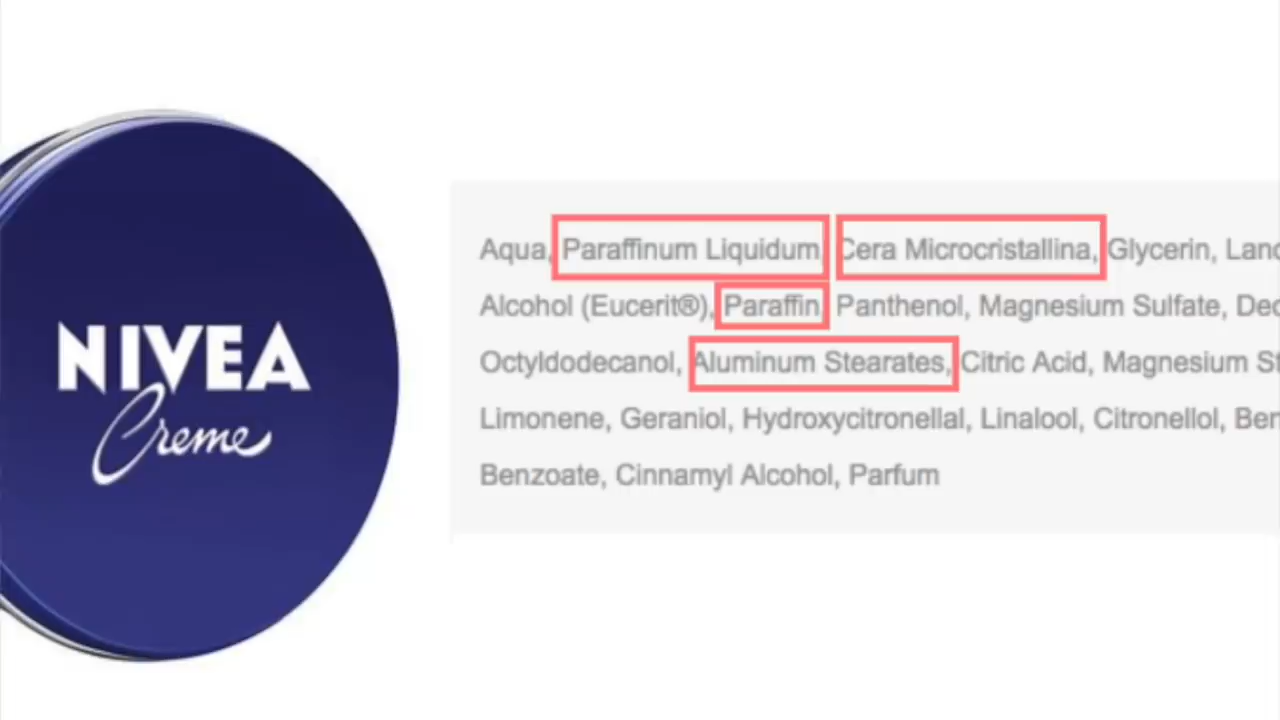 NIVEA
Creme
Aqua, Paraffinum Liquidum, Cera Microcristallina, Glycerin,
Alcohol (Eucerit®), Paraffin, Panthenol, Magnesium Sulfate,
Octyldodecanol, Aluminum Stearates, Citric Acid, Magnesium
Limonene, Geraniol, Hydroxycitronellal, Linalool, Citronellol,
Benzoate, Cinnamyl Alcohol, Parfum